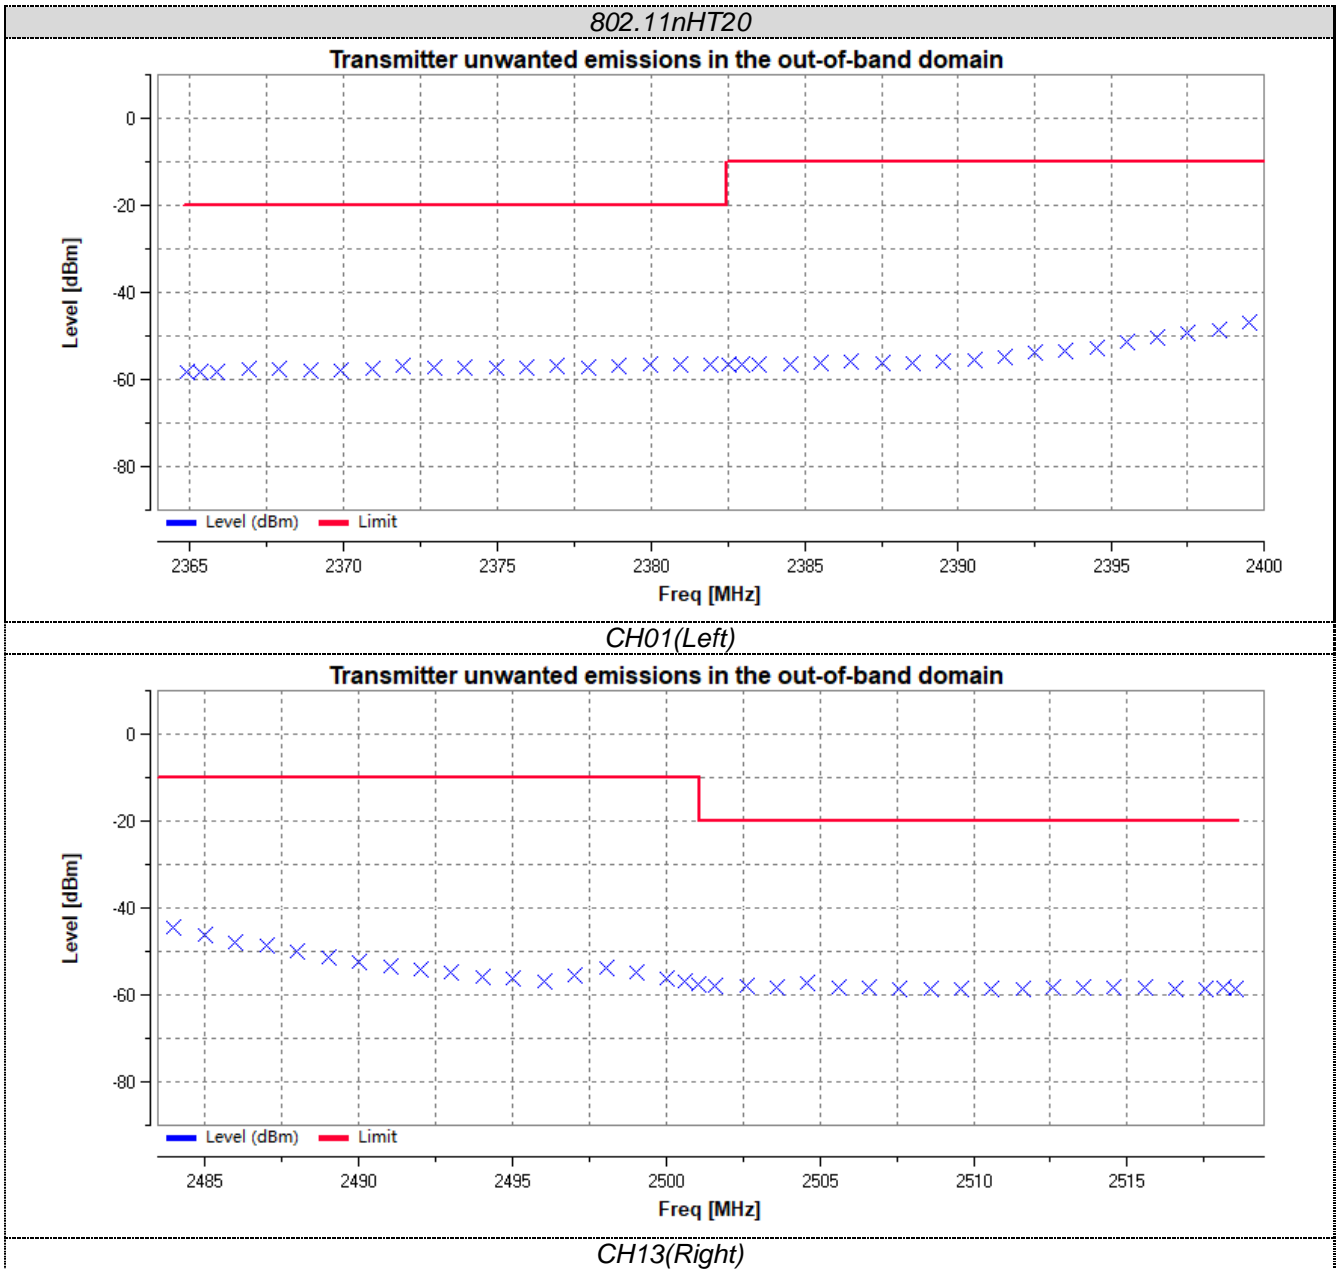 802.11nHT20
Transmitter unwanted emissions in the out-of-band domain
0
-20
-40
-60
-80
Level [dBm]
Level (dBm) Limit
2365 2370 2375 2380 2385 2390 2395 2400
Freq [MHz]
CH01(Left)
Transmitter unwanted emissions in the out-of-band domain
0
-20
-40
-60
-80
Level [dBm]
Level (dBm) Limit
2485 2490 2495 2500 2505 2510 2515
Freq [MHz]
CH13(Right)